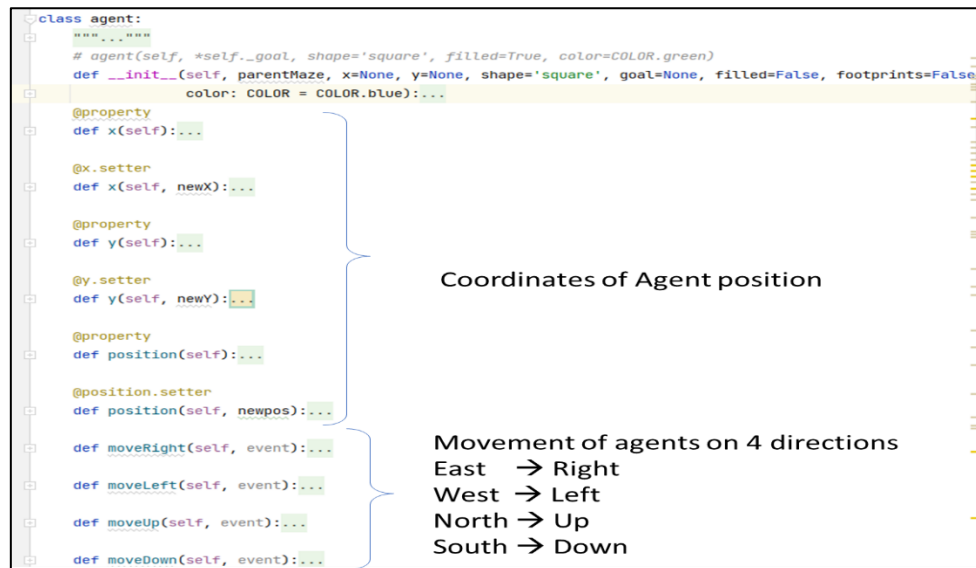 class agent:
"""..."""
# agent(self, *self._goal, shape='square', filled=True, color=COLOR.green)
def __init__(self, parentMaze, x=None, y=None, shape='square', goal=None, filled=False, footprints=False
color: COLOR = COLOR.blue):...
@property
def x(self):...
@x.setter
def x(self, newX):...
@property
def y(self):...
@y.setter
def y(self, newY):...
@property
def position(self):...
@position.setter
def position(self, newpos):...
Coordinates of Agent position
def moveRight(self, event):...
def moveLeft(self, event):...
def moveUp(self, event):...
def moveDown(self, event):...
Movement of agents on 4 directions
East → Right
West → Left
North → Up
South → Down